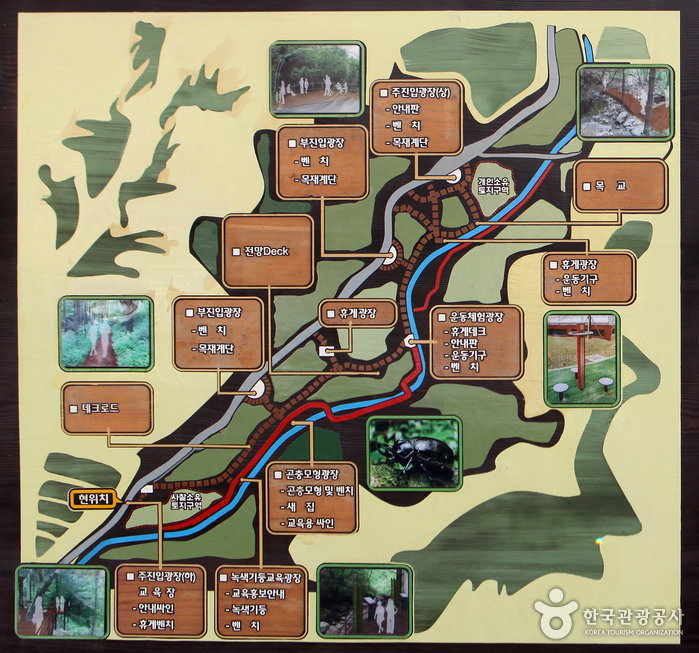 ■ 주진입광장(상)
- 안내판
- 벤 치
- 목재계단
■ 부진입광장
- 벤 치
- 목재계단
개인소유
토지구역
■ 목 교
■ 전망Deck
■ 휴게광장
- 운동기구
- 벤 치
■ 부진입광장
- 벤 치
- 목재계단
■ 휴게광장
■ 운동체험광장
- 휴게데크
- 안내판
- 운동기구
- 벤 치
■ 데크로드
■ 곤충모형광장
- 곤충모형 및 벤치
- 새 집
- 교육용 싸인
현위치
사찰소유
토지구역
■ 주진입광장(하)
교 육 장
- 안내싸인
- 휴게벤치
■ 녹색기둥교육광장
- 교육홍보안내
- 녹색기둥
- 벤 치
한국관광공사
KOREA TOURISM ORGANIZATION